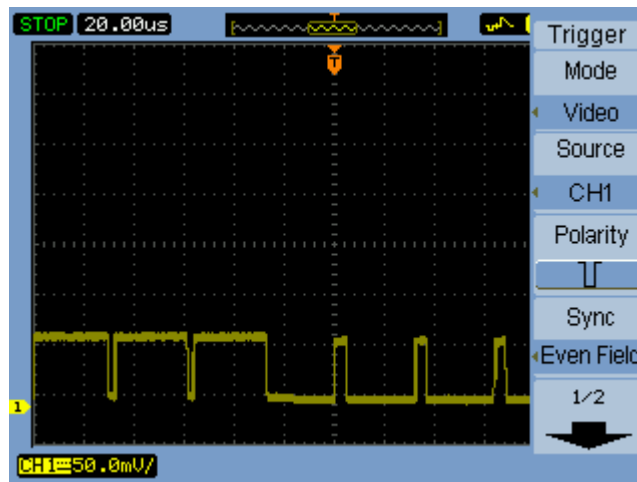 STOP 20.00us
T
Trigger
Mode
Video
Source
CH1
Polarity
Sync
Even Field
1/2
1
CH1 50.0mV/